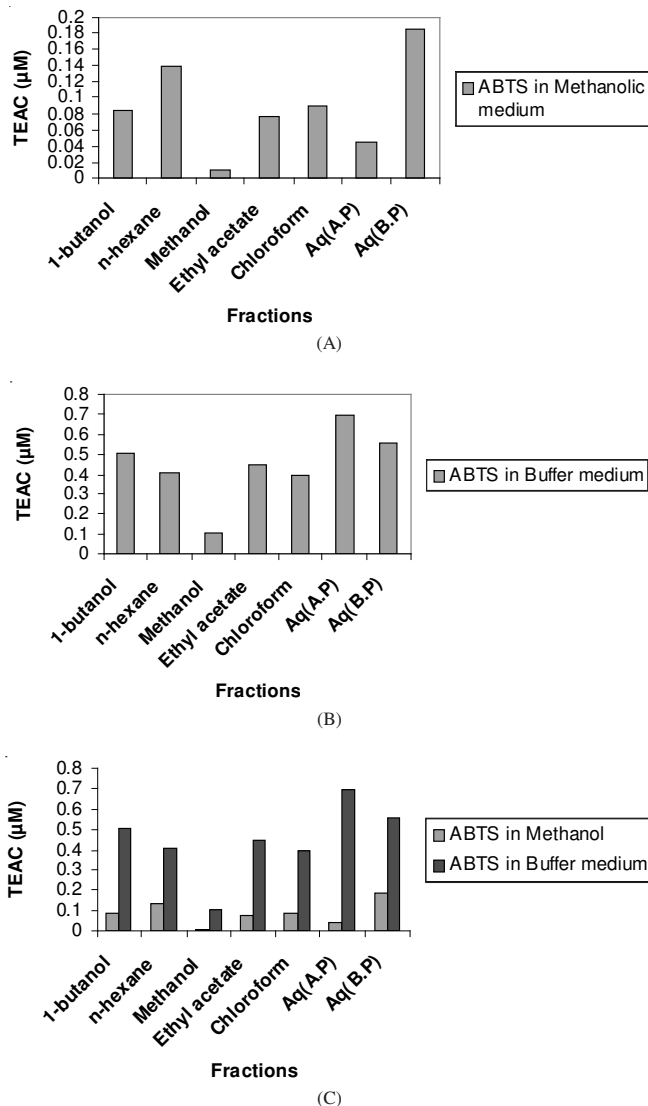 0.2
0.18
0.16
0.14
0.12
0.1
0.08
0.06
0.04
0.02
0
TEAC (µM)
1-butanol
n-hexane
Methanol
Ethyl acetate
Chloroform
Aq(A.P)
Aq(B.P)
Fractions
ABTS in Methanolic
medium
(A)
0.8
0.7
0.6
0.5
0.4
0.3
0.2
0.1
0
TEAC (µM)
1-butanol
n-hexane
Methanol
Ethyl acetate
Chloroform
Aq(A.P)
Aq(B.P)
Fractions
ABTS in Buffer medium
(B)
0.8
0.7
0.6
0.5
0.4
0.3
0.2
0.1
0
TEAC (µM)
1-butanol
n-hexane
Methanol
Ethyl acetate
Chloroform
Aq(A.P)
Aq(B.P)
Fractions
ABTS in Methanol
ABTS in Buffer medium
(C)